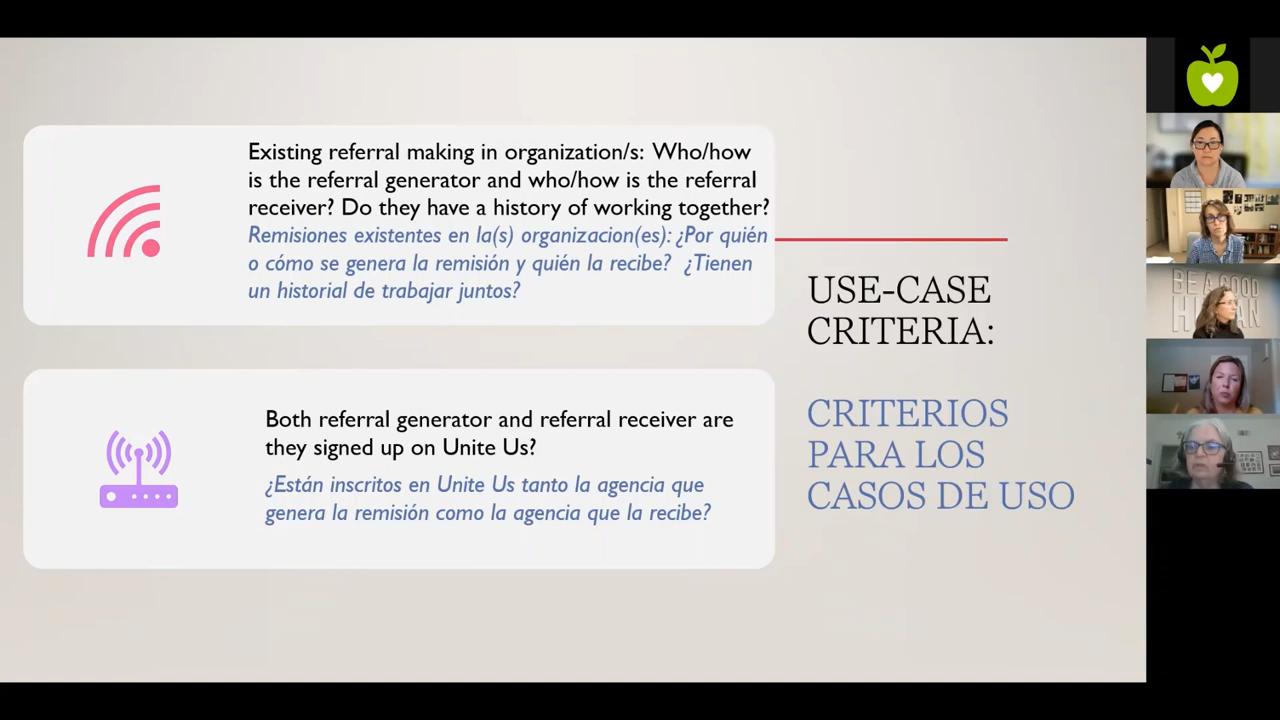 Existing referral making in organization/s: Who/how
is the referral generator and who/how is the referral
receiver? Do they have a history of working together?
Remisiones existentes en la(s) organizacion(es): ¿Por quién
o cómo se genera la remisión y quién la recibe? ¿Tienen
un historial de trabajar juntos?
Both referral generator and referral receiver are
they signed up on Unite Us?
¿Están inscritos en Unite Us tanto la agencia que
genera la remisión como la agencia que la recibe?
USE-CASE
CRITERIA:
CRITERIOS
PARA LOS
CASOS DE USO
BE A GOOD